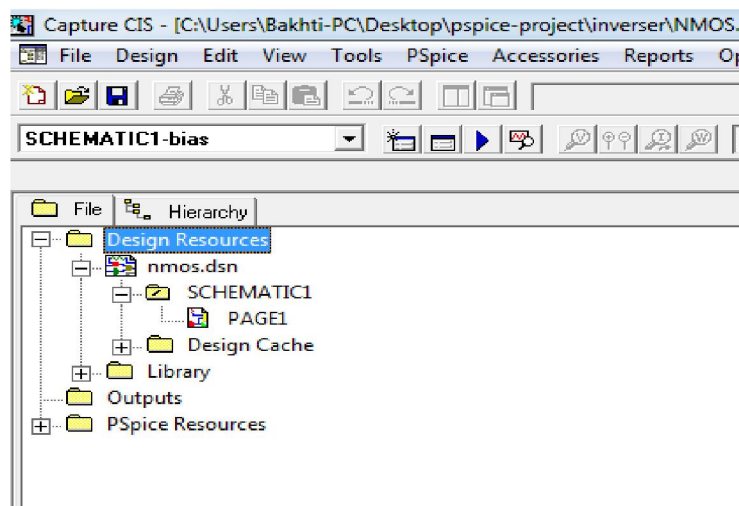 Capture CIS - [C:\Users\Bakhti-PC\Desktop\pspice-project\inverser\NMOS.
File Design Edit View Tools PSpice Accessories Reports Op
SCHEMATIC1-bias
File Hierarchy
Design Resources
nmos.dsn
SCHEMATIC1
PAGE1
Design Cache
Library
Outputs
PSpice Resources